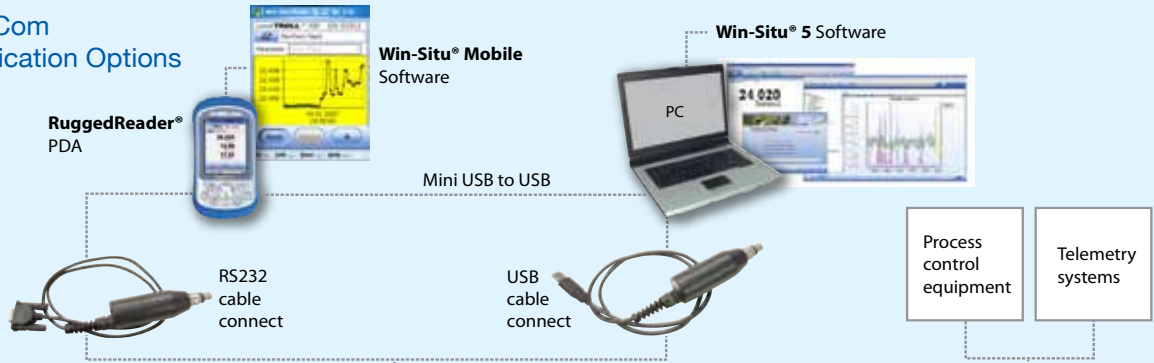 Com
ication Options
Win-Situ® Mobile
Software
RuggedReader®
PDA
Win-Situ® 5 Software
PC
24.020
Mini USB to USB
RS232
cable
connect
USB
cable
connect
Process
control
equipment
Telemetry
systems
TROLL